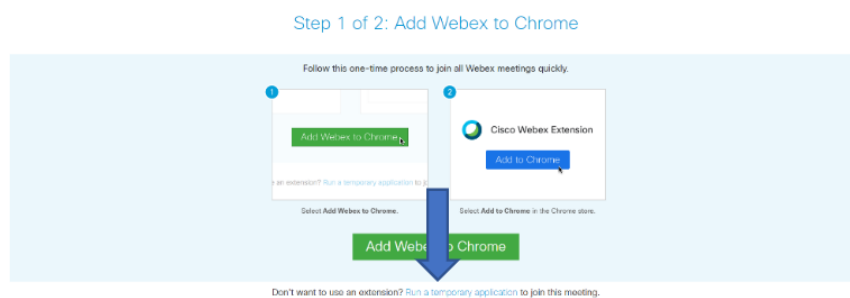 Step 1 of 2: Add Webex to Chrome
Follow this one-time process to join all Webex meetings quickly.
1
2
Add Webex to Chrome
Cisco Webex Extension
Add to Chrome
e an extension? Run a temporary application to jo
Select Add Webex to Chrome.
Select Add to Chrome in the Chrome store.
Add Webe o Chrome
Don't want to use an extension? Run a temporary application to join this meeting.